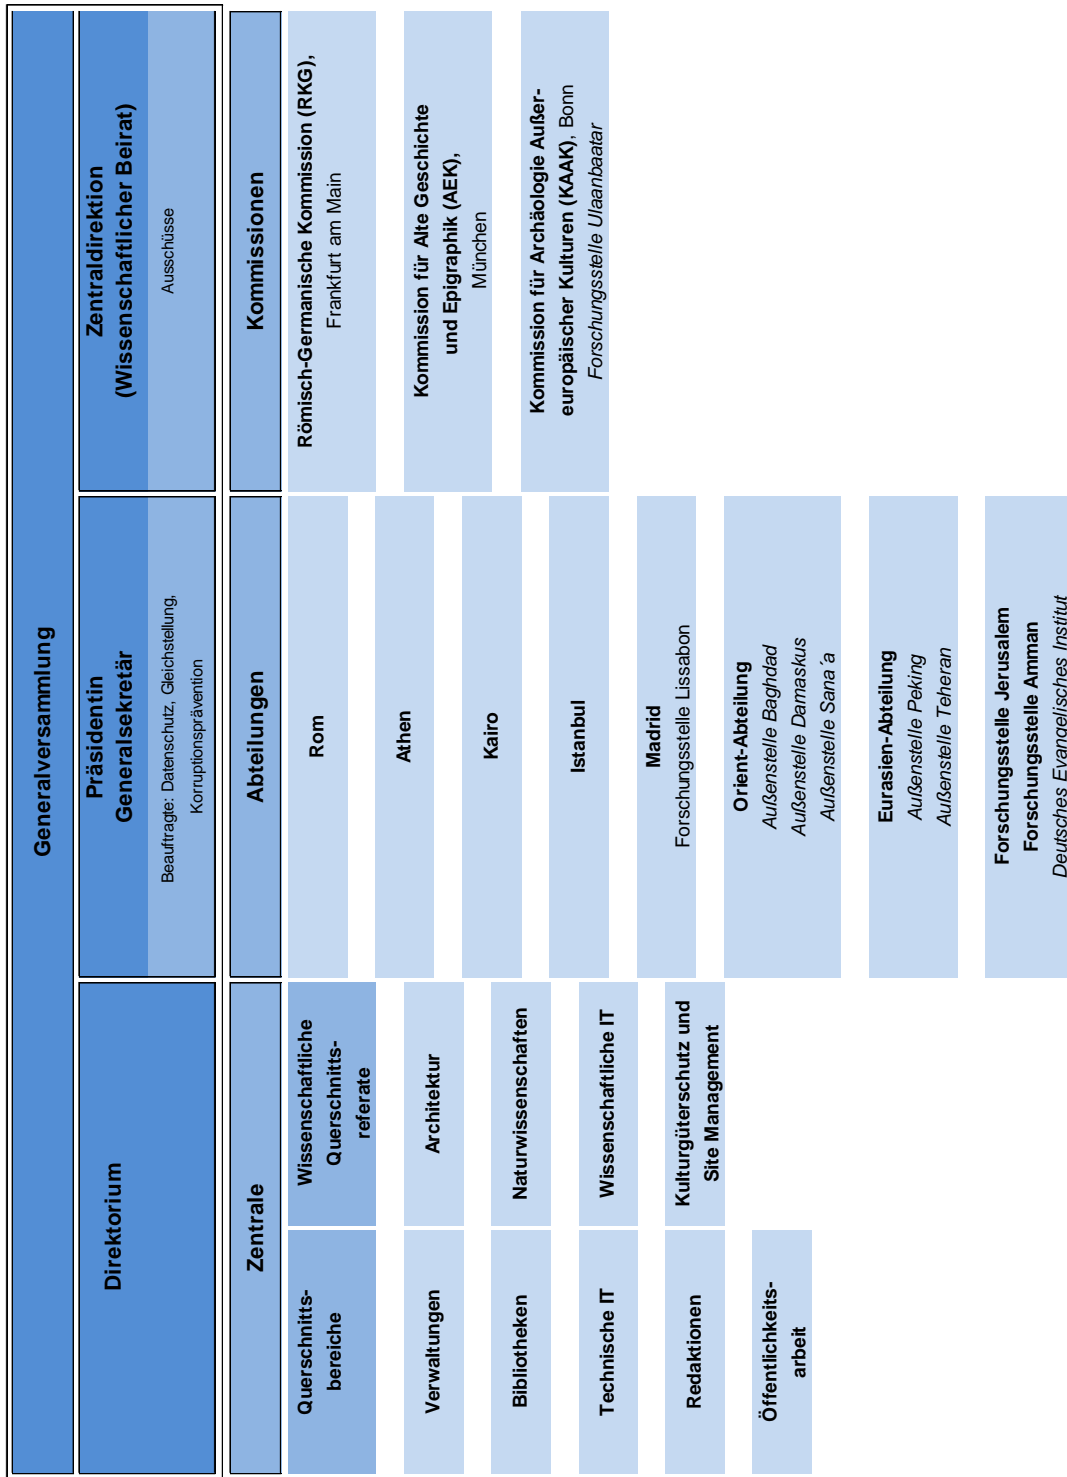 Generalversammlung
Direktorium
Präsidentin
Generalsekretär
Beauftragte: Datenschutz, Gleichstellung,
Korruptionsprävention
Zentraldirektion
(Wissenschaftlicher Beirat)
Ausschüsse
Zentrale
Abteilungen
Kommissionen
Querschnitts-
bereiche
Verwaltungen
Bibliotheken
Technische IT
Redaktionen
Öffentlichkeits-
arbeit
Wissenschaftliche
Querschnitts-
referate
Architektur
Naturwissenschaften
Wissenschaftliche IT
Kulturgüterschutz und
Site Management
Rom
Athen
Kairo
Istanbul
Madrid
Forschungsstelle Lissabon
Orient-Abteilung
Außenstelle Baghdad
Außenstelle Damaskus
Außenstelle Sana´a
Eurasien-Abteilung
Außenstelle Peking
Außenstelle Teheran
Forschungsstelle Jerusalem
Forschungsstelle Amman
Deutsches Evangelisches Institut
Römisch-Germanische Kommission (RKG),
Frankfurt am Main
Kommission für Alte Geschichte
und Epigraphik (AEK),
München
Kommission für Archäologie Außer-
europäischer Kulturen (KAAK), Bonn
Forschungsstelle Ulaanbaatar